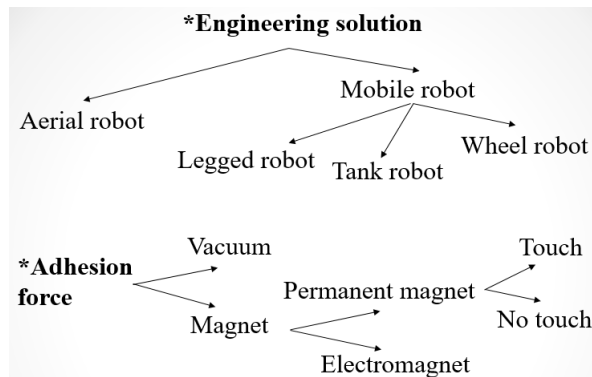 *Engineering solution
Mobile robot
Aerial robot
Legged robot
Tank robot
Wheel robot
*Adhesion
force
Vacuum
Magnet
Permanent magnet
Electromagnet
Touch
No touch